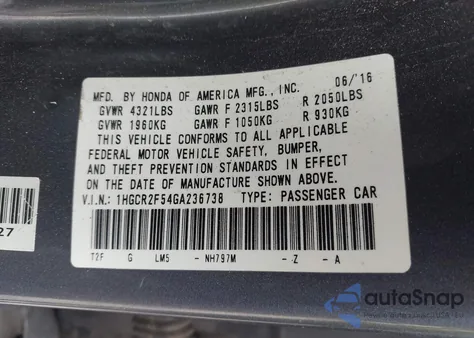 MFD. BY HONDA OF AMERICA MFG., INC. 06/16
GVWR 4321LBS GAWR F 2315LBS R 2050LBS
GVWR 1960KG GAWR F 1050KG R 930KG
THIS VEHICLE CONFORMS TO ALL APPLICABLE
FEDERAL MOTOR VEHICLE SAFETY, BUMPER,
AND THEFT PREVENTION STANDARDS IN EFFECT
ON THE DATE OF MANUFACTURE SHOWN ABOVE.
V.I.N.: 1HGCR2F54GA236738 TYPE: PASSENGER CAR
T2F G LM5 - NH797M - Z - A
27
autoSnap